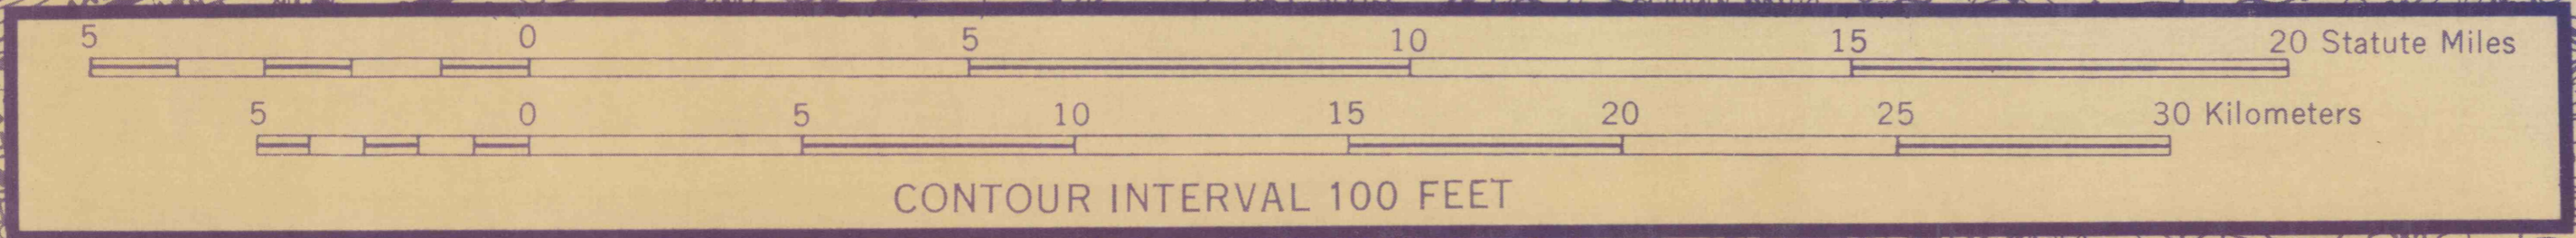 5 0 5 10 15 20 Statute Miles
5 0 5 10 15 20 25 30 Kilometers
CONTOUR INTERVAL 100 FEET